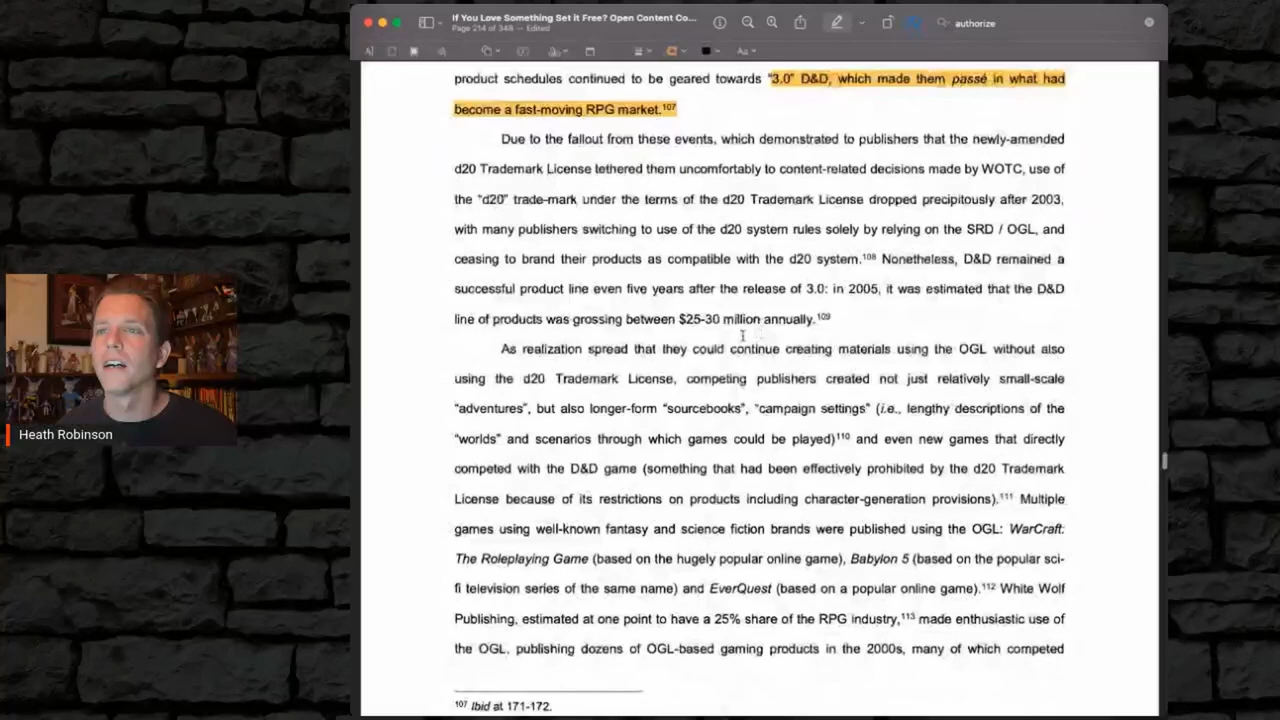 If You Love Something Set it Free? Open Content Co...
Page 214 of 348 — Edited
authorize
product schedules continued to be geared towards "3.0" D&D, which made them passé in what had
become a fast-moving RPG market.107
Due to the fallout from these events, which demonstrated to publishers that the newly-amended
d20 Trademark License tethered them uncomfortably to content-related decisions made by WOTC, use of
the "d20" trade-mark under the terms of the d20 Trademark License dropped precipitously after 2003,
with many publishers switching to use of the d20 system rules solely by relying on the SRD / OGL, and
ceasing to brand their products as compatible with the d20 system.108 Nonetheless, D&D remained a
successful product line even five years after the release of 3.0: in 2005, it was estimated that the D&D
line of products was grossing between $25-30 million annually.109
As realization spread that they could continue creating materials using the OGL without also
using the d20 Trademark License, competing publishers created not just relatively small-scale
"adventures", but also longer-form "sourcebooks", "campaign settings" (i.e., lengthy descriptions of the
"worlds" and scenarios through which games could be played)110 and even new games that directly
competed with the D&D game (something that had been effectively prohibited by the d20 Trademark
License because of its restrictions on products including character-generation provisions).111 Multiple
games using well-known fantasy and science fiction brands were published using the OGL: WarCraft:
The Roleplaying Game (based on the hugely popular online game), Babylon 5 (based on the popular sci-
fi television series of the same name) and EverQuest (based on a popular online game).112 White Wolf
Publishing, estimated at one point to have a 25% share of the RPG industry,113 made enthusiastic use of
the OGL, publishing dozens of OGL-based gaming products in the 2000s, many of which competed
107 Ibid at 171-172.
Heath Robinson